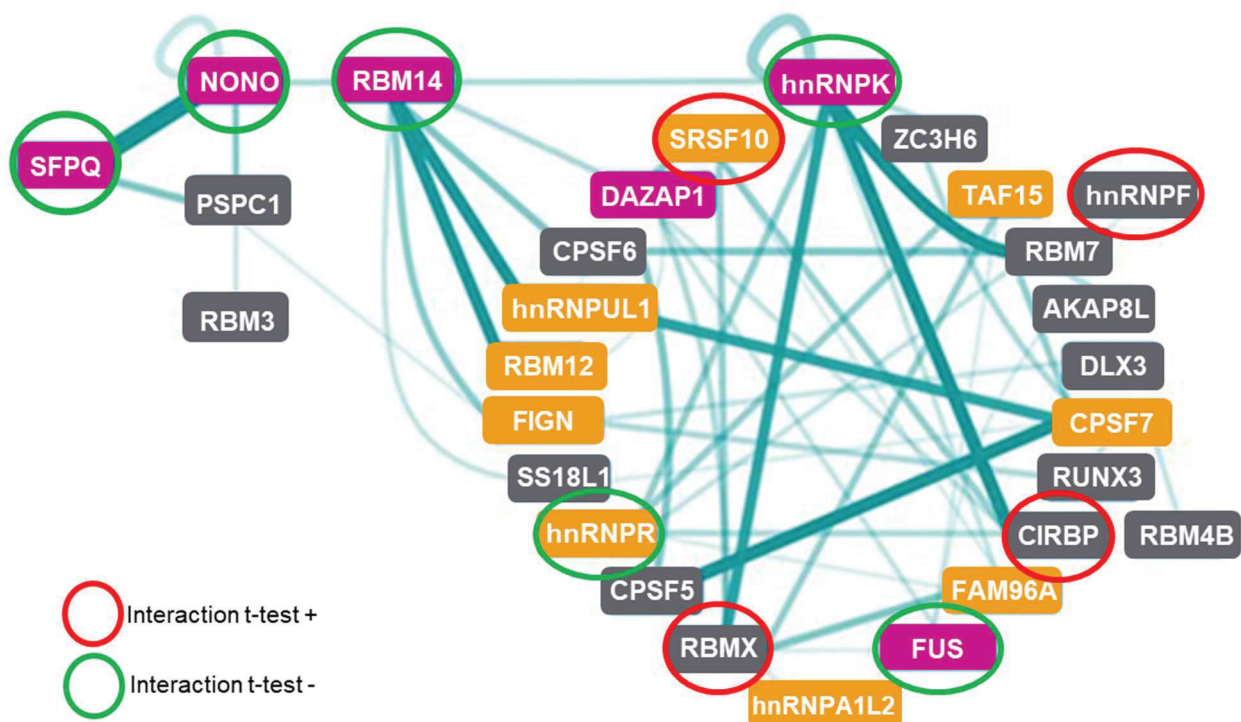 NONO
RBM14
hnRNPK
SFPQ
SRSF10
ZC3H6
PSPC1
DAZAP1
TAF15
hnRNPF
CPSF6
RBM7
RBM3
hnRNPUL1
AKAP8L
RBM12
DLX3
FIGN
CPSF7
SS18L1
RUNX3
hnRNPR
CIRBP
RBM4B
CPSF5
FAM96A
RBMX
FUS
hnRNPA1L2
Interaction t-test +
Interaction t-test -